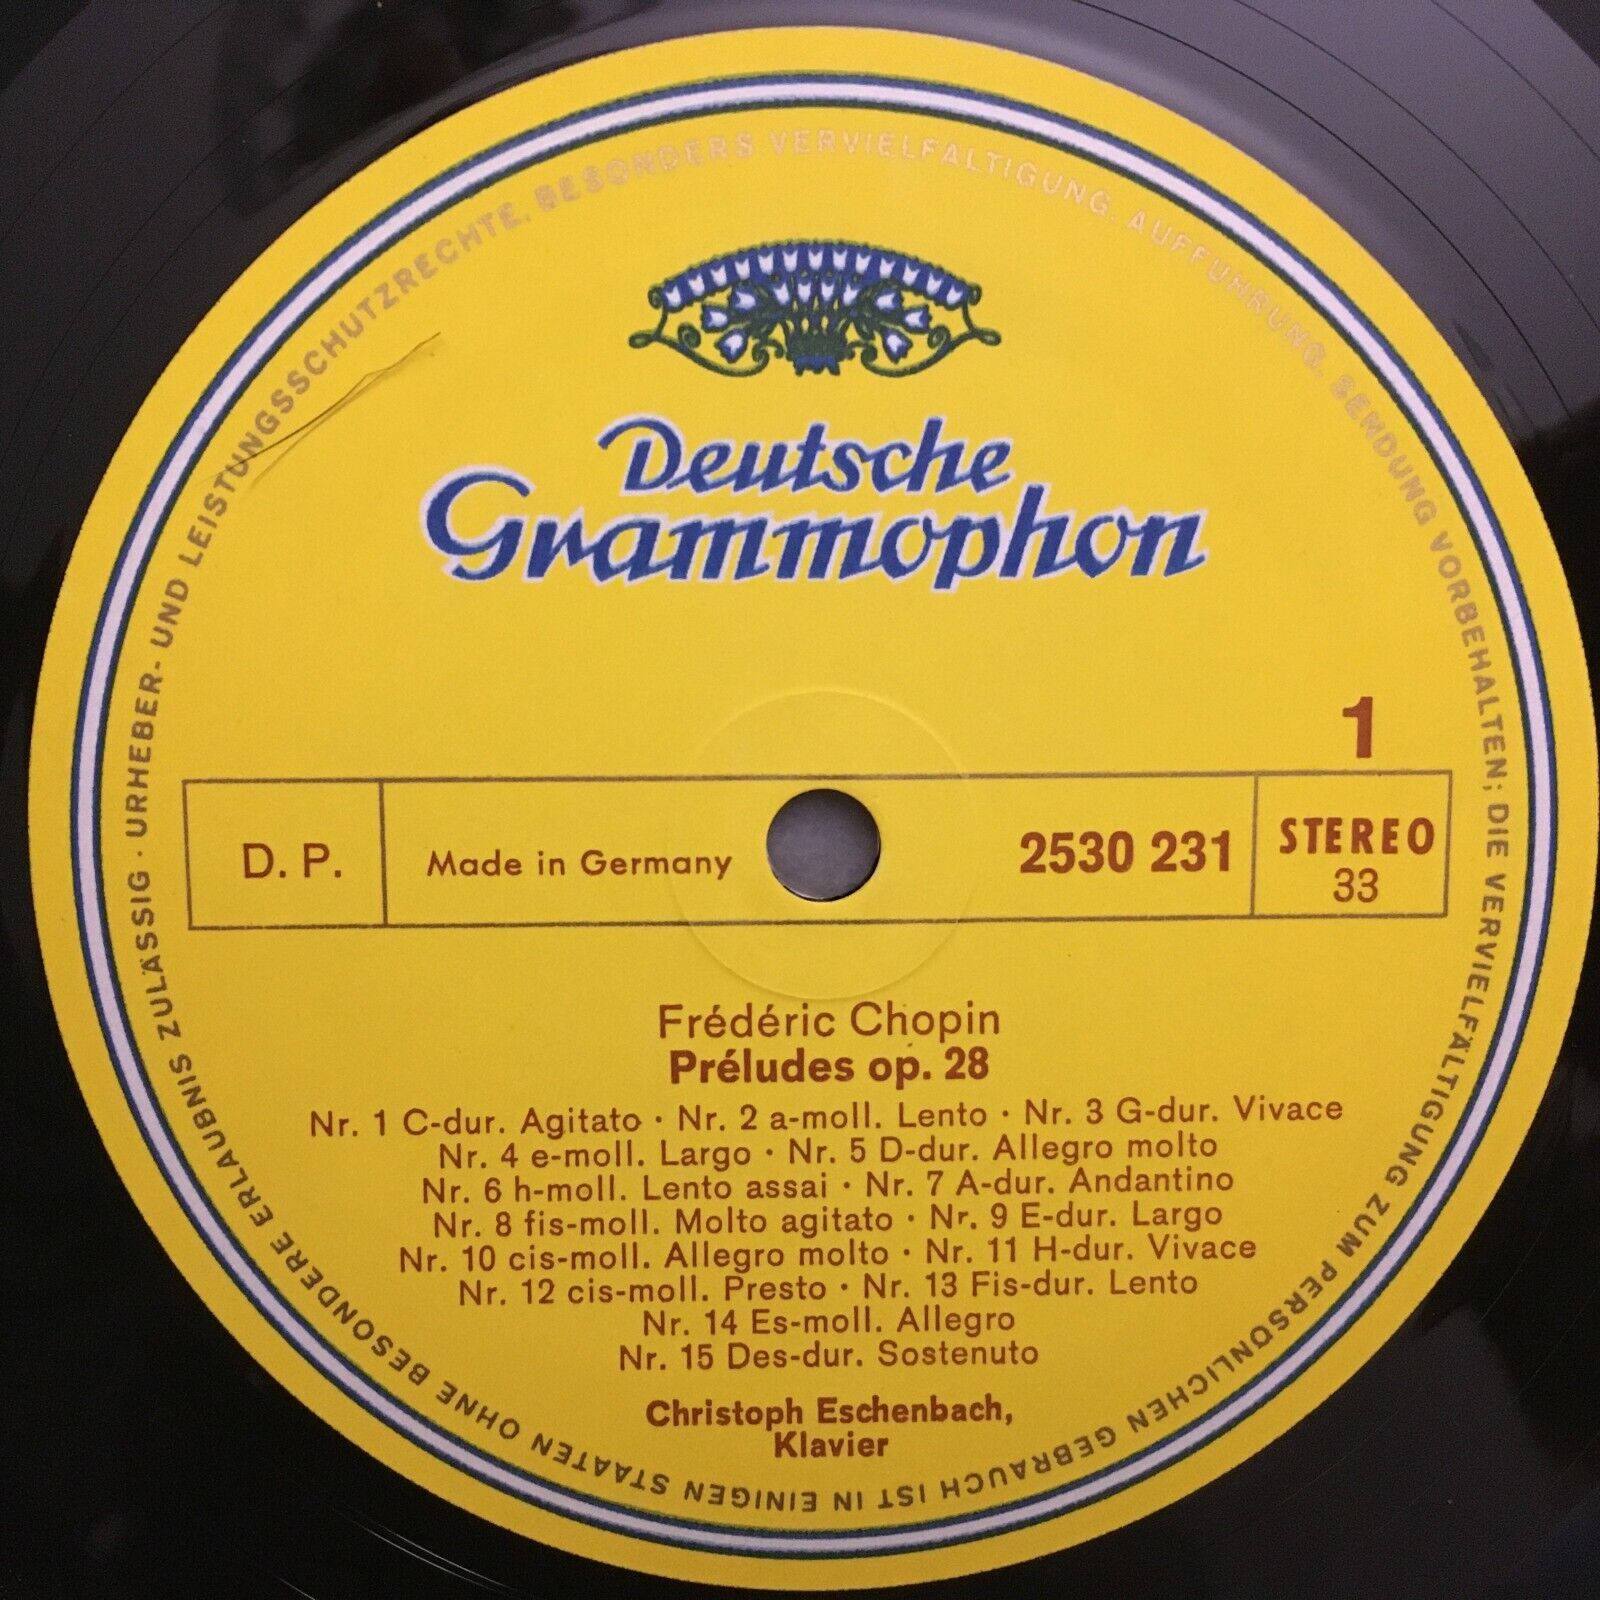 Deutsche
Grammophon
1
D. P.
Made in Germany
2530 231
STEREO
33
Frédéric Chopin
Préludes op. 28
Nr. 1 C-dur. Agitato · Nr. 2 a-moll. Lento · Nr. 3 G-dur. Vivace
Nr. 4 e-moll. Largo · Nr. 5 D-dur. Allegro molto
Nr. 6 h-moll. Lento assai · Nr. 7 A-dur. Andantino
Nr. 8 fis-moll. Molto agitato · Nr. 9 E-dur. Largo
Nr. 10 cis-moll. Allegro molto · Nr. 11 H-dur. Vivace
Nr. 12 cis-moll. Presto · Nr. 13 Fis-dur. Lento
Nr. 14 Es-moll. Allegro
Nr. 15 Des-dur. Sostenuto
Christoph Eschenbach,
Klavier
URHEBER- UND LEISTUNGSSCHUTZRECHTE, BESONDERS VERVIELFÄLTIGUNG, AUFFÜHRUNG, SENDUNG VORBEHALTEN; DIE VERVIELFÄLTIGUNG ZUM PERSÖNLICHEN GEBRAUCH IST IN EINIGEN STAATEN OHNE BESONDERE ERLAUBNIS ZULÄSSIG ·